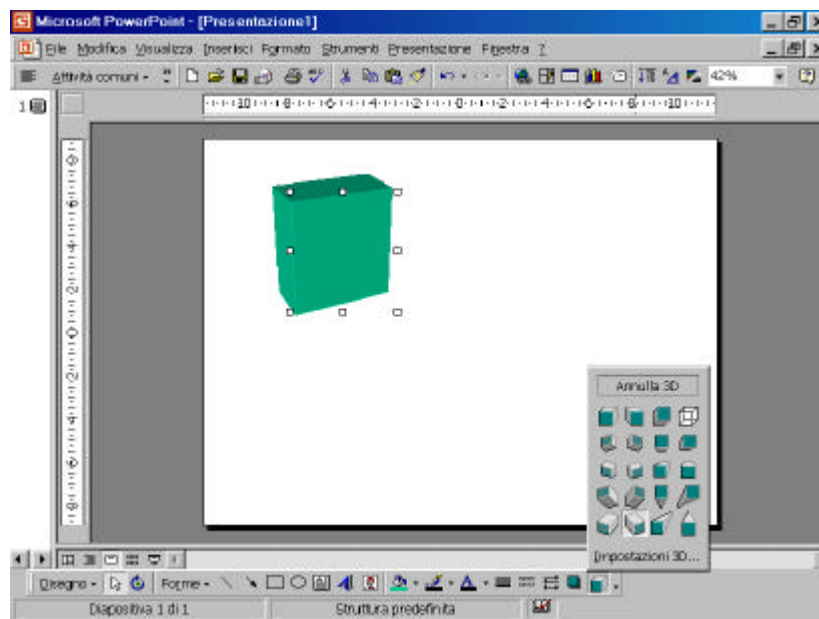 Microsoft PowerPoint - [Presentazione1]
File Modifica Visualizza Inserisci Formato Strumenti Presentazione Finestra ?
Attività comuni 42%
1
Annulla 3D
Impostazioni 3D...
Disegno Forme
Diapositiva 1 di 1 Struttura predefinita